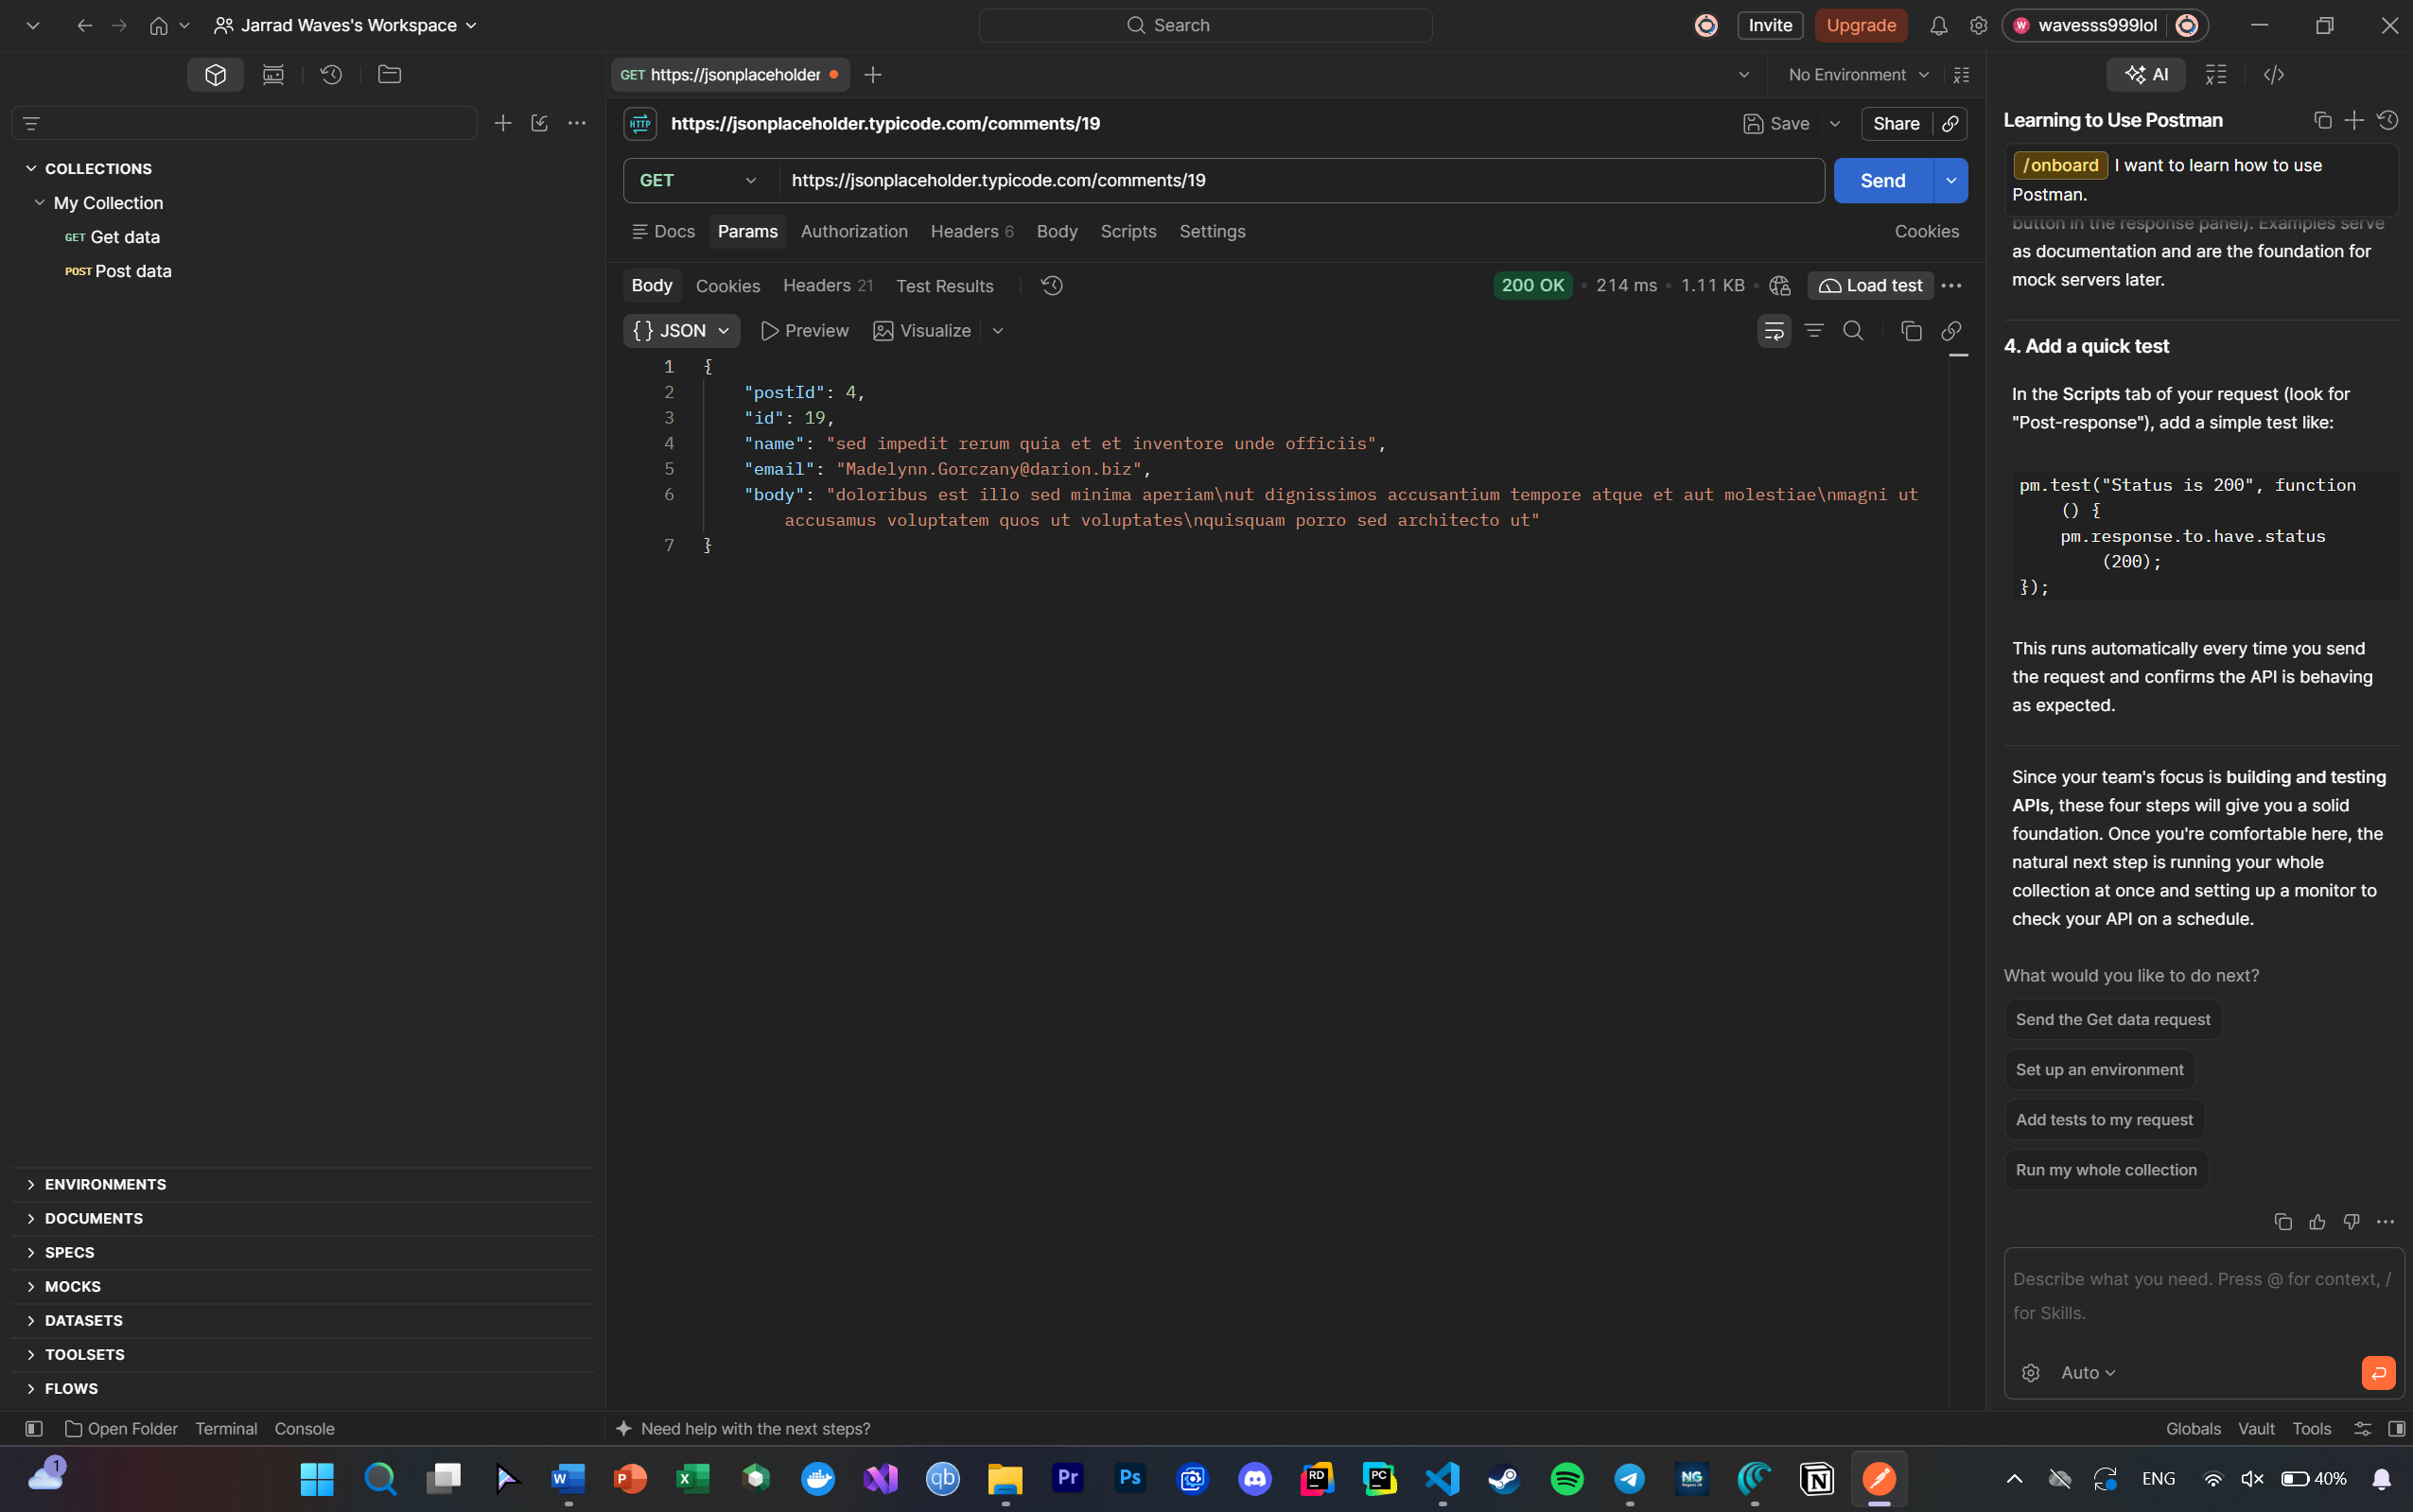 Jarrad Waves's Workspace
Search
Invite
Upgrade
W wavesss999lol
GET https://jsonplaceholder
No Environment
AI
HTTP https://jsonplaceholder.typicode.com/comments/19
Save
Share
Learning to Use Postman
/onboard I want to learn how to use
Postman.
COLLECTIONS
My Collection
GET Get data
POST Post data
GET
https://jsonplaceholder.typicode.com/comments/19
Send
Docs Params Authorization Headers 6 Body Scripts Settings
Cookies
Body Cookies Headers 21 Test Results
200 OK • 214 ms • 1.11 KB •
Load test
{} JSON Preview Visualize
1 {
2 "postId": 4,
3 "id": 19,
4 "name": "sed impedit rerum quia et et inventore unde officiis",
5 "email": "Madelynn.Gorczany@darion.biz",
6 "body": "doloribus est illo sed minima aperiam\nut dignissimos accusantium tempore atque et aut molestiae\nmagni ut
accusamus voluptatem quos ut voluptates\nquisquam porro sed architecto ut"
7 }
button in the response panel). Examples serve
as documentation and are the foundation for
mock servers later.
4. Add a quick test
In the Scripts tab of your request (look for
"Post-response"), add a simple test like:
pm.test("Status is 200", function
() {
pm.response.to.have.status
(200);
});
This runs automatically every time you send
the request and confirms the API is behaving
as expected.
Since your team's focus is building and testing
APIs, these four steps will give you a solid
foundation. Once you're comfortable here, the
natural next step is running your whole
collection at once and setting up a monitor to
check your API on a schedule.
What would you like to do next?
Send the Get data request
Set up an environment
Add tests to my request
Run my whole collection
Describe what you need. Press @ for context, /
for Skills.
Auto
ENVIRONMENTS
DOCUMENTS
SPECS
MOCKS
DATASETS
TOOLSETS
FLOWS
Open Folder Terminal Console
Need help with the next steps?
Globals Vault Tools
1
W
P
X
qb
Pr
Ps
RD
PC
NG
N
ENG
40%